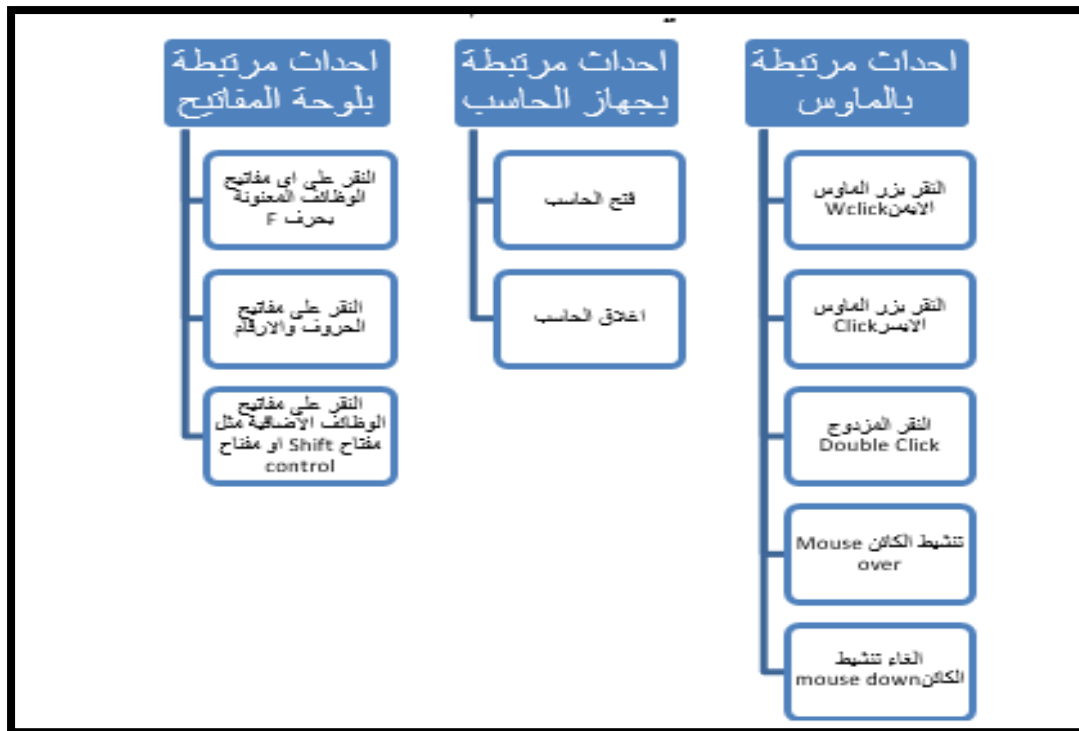 احداث مرتبطة
بالماوس
النقر بزر الماوس
الايمنWclick
النقر بزر الماوس
الايسرClick
النقر المزدوج
Double Click
تنشيط الكائن Mouse
over
الغاء تنشيط
الكائنmouse down
احداث مرتبطة
بجهاز الحاسب
فتح الحاسب
اغلاق الحاسب
احداث مرتبطة
بلوحة المفاتيح
النقر على اى مفاتيح
الوظائف المعنونة
بحرف F
النقر على مفاتيح
الحروف والارقام
النقر على مفاتيح
الوظائف الاضافية مثل
مفتاح Shift او مفتاح
control